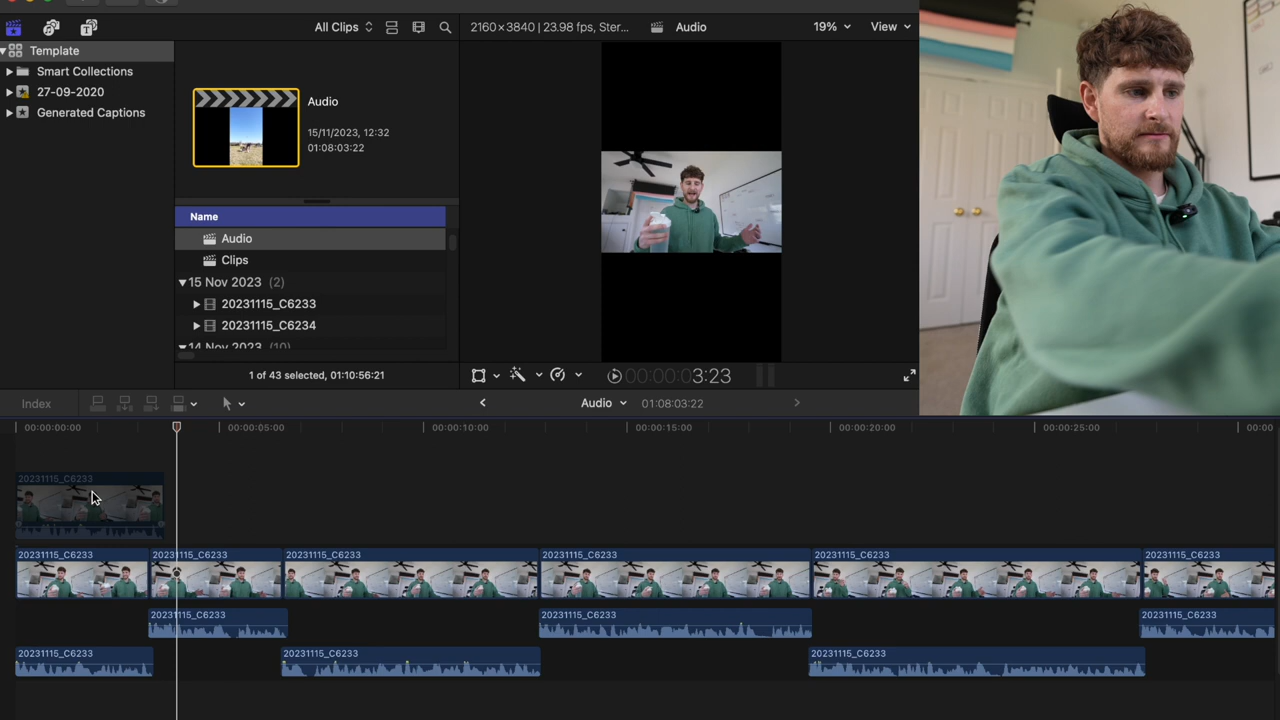 All Clips
2160×3840 | 23.98 fps, Ster...
Audio
19%
View
Template
Smart Collections
27-09-2020
Generated Captions
Audio
15/11/2023, 12:32
01:08:03:22
Name
Audio
Clips
15 Nov 2023 (2)
20231115_C6233
20231115_C6234
14 Nov 2023 (10)
1 of 43 selected, 01:10:56:21
00:00:00:03:23
Index
Audio
01:08:03:22
00:00:00:00
00:00:05:00
00:00:10:00
00:00:15:00
00:00:20:00
00:00:25:00
00:00
20231115_C6233
20231115_C6233
20231115_C6233
20231115_C6233
20231115_C6233
20231115_C6233
20231115_C6233
20231115_C6233
20231115_C6233
20231115_C6233
20231115_C6233
20231115_C6233
20231115_C6233